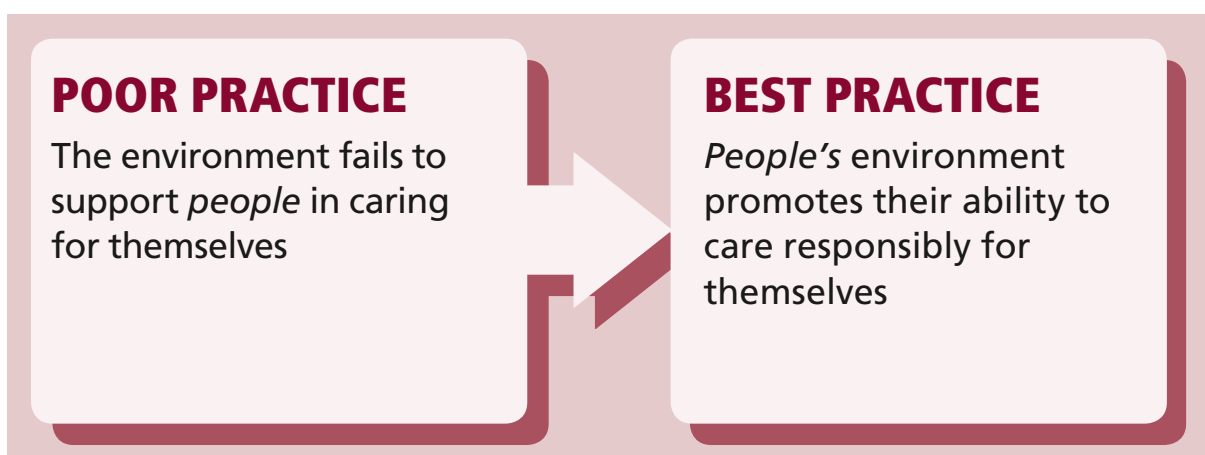 POOR PRACTICE
The environment fails to
support people in caring
for themselves
BEST PRACTICE
People's environment
promotes their ability to
care responsibly for
themselves